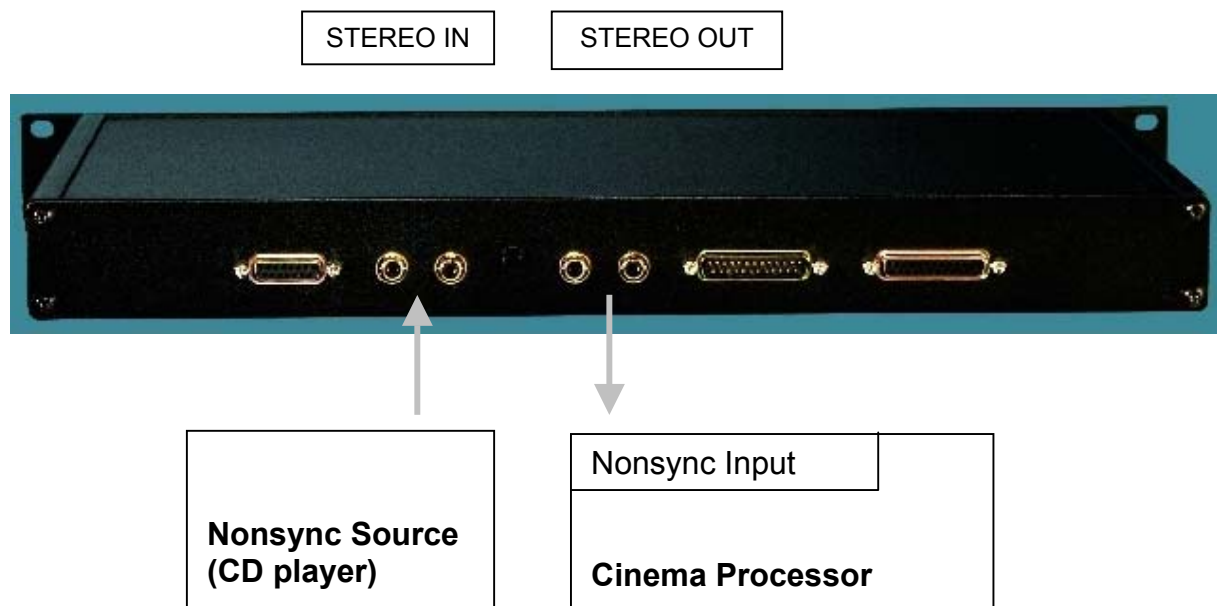 STEREO IN
STEREO OUT
Nonsync Input
Nonsync Source
(CD player)
Cinema Processor